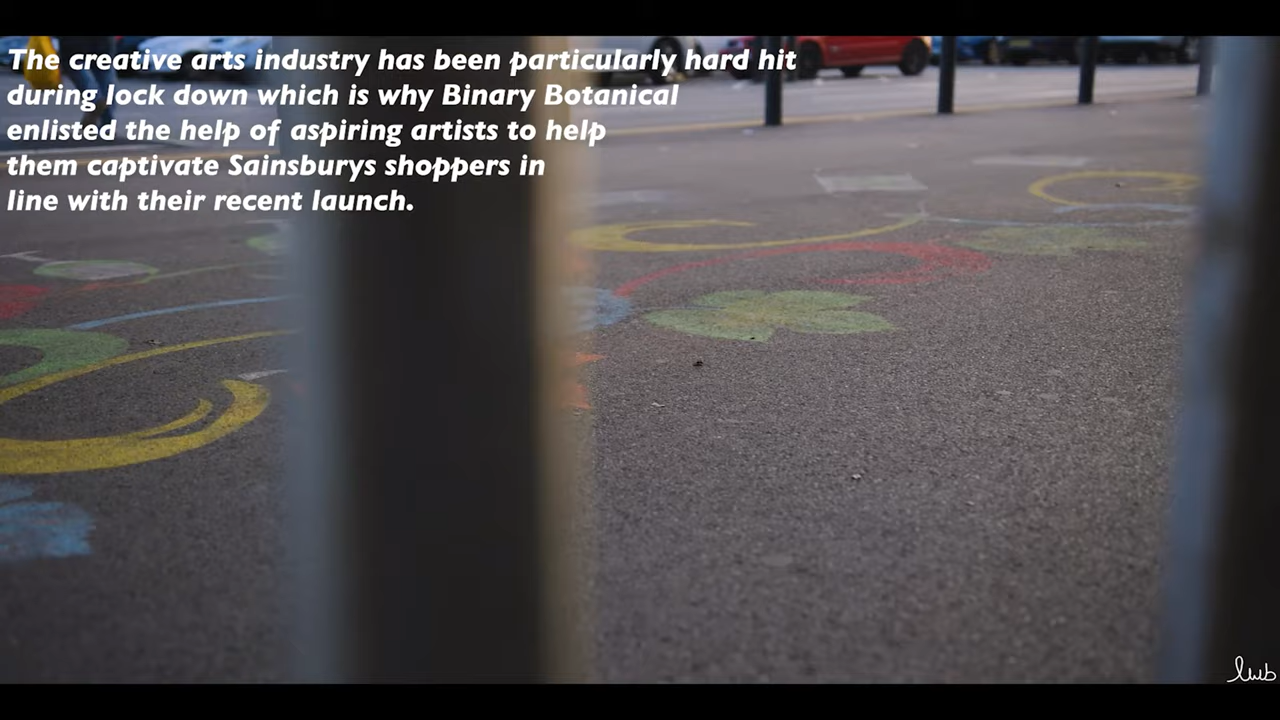 The creative arts industry has been particularly hard hit
during lock down which is why Binary Botanical
enlisted the help of aspiring artists to help
them captivate Sainsburys shoppers in
line with their recent launch.
lwb